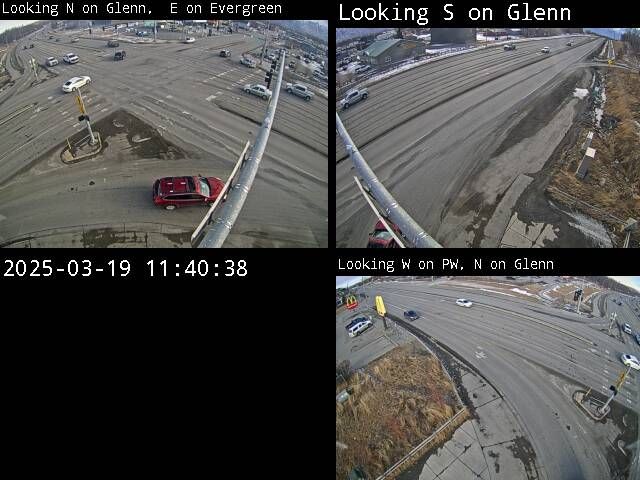 Looking N on Glenn,  E on Evergreen
Looking S on Glenn
2025-03-19 11:40:38
Looking W on PW, N on Glenn